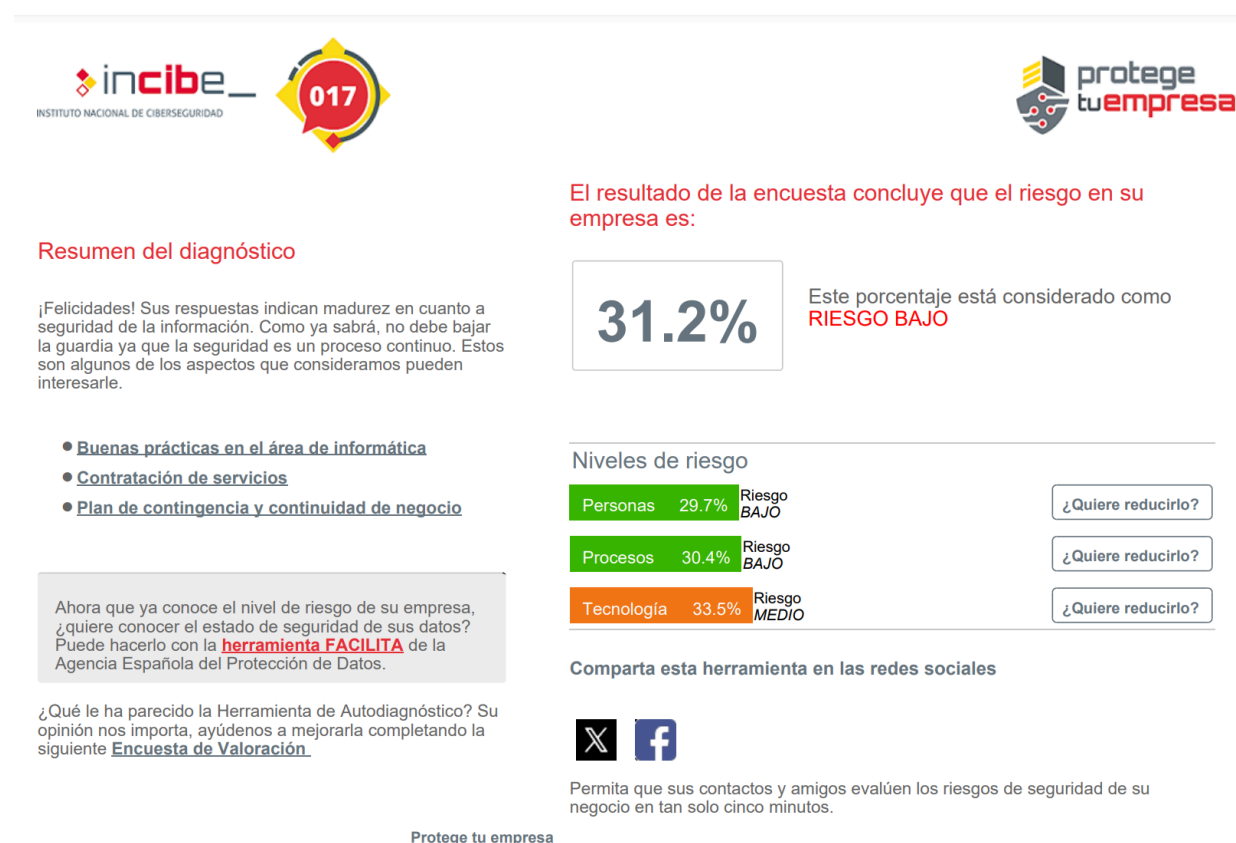 incibe_
INSTITUTO NACIONAL DE CIBERSEGURIDAD
017
protege
tuempresa
Resumen del diagnóstico
¡Felicidades! Sus respuestas indican madurez en cuanto a
seguridad de la información. Como ya sabrá, no debe bajar
la guardia ya que la seguridad es un proceso continuo. Estos
son algunos de los aspectos que consideramos pueden
interesarle.
Buenas prácticas en el área de informática
Contratación de servicios
Plan de contingencia y continuidad de negocio
Ahora que ya conoce el nivel de riesgo de su empresa,
¿quiere conocer el estado de seguridad de sus datos?
Puede hacerlo con la herramienta FACILITA de la
Agencia Española del Protección de Datos.
¿Qué le ha parecido la Herramienta de Autodiagnóstico? Su
opinión nos importa, ayúdenos a mejorarla completando la
siguiente Encuesta de Valoración
El resultado de la encuesta concluye que el riesgo en su
empresa es:
31.2%
Este porcentaje está considerado como
RIESGO BAJO
Niveles de riesgo
Personas 29.7% Riesgo BAJO ¿Quiere reducirlo?
Procesos 30.4% Riesgo BAJO ¿Quiere reducirlo?
Tecnología 33.5% Riesgo MEDIO ¿Quiere reducirlo?
Comparta esta herramienta en las redes sociales
Permita que sus contactos y amigos evalúen los riesgos de seguridad de su
negocio en tan solo cinco minutos.
Protege tu empresa